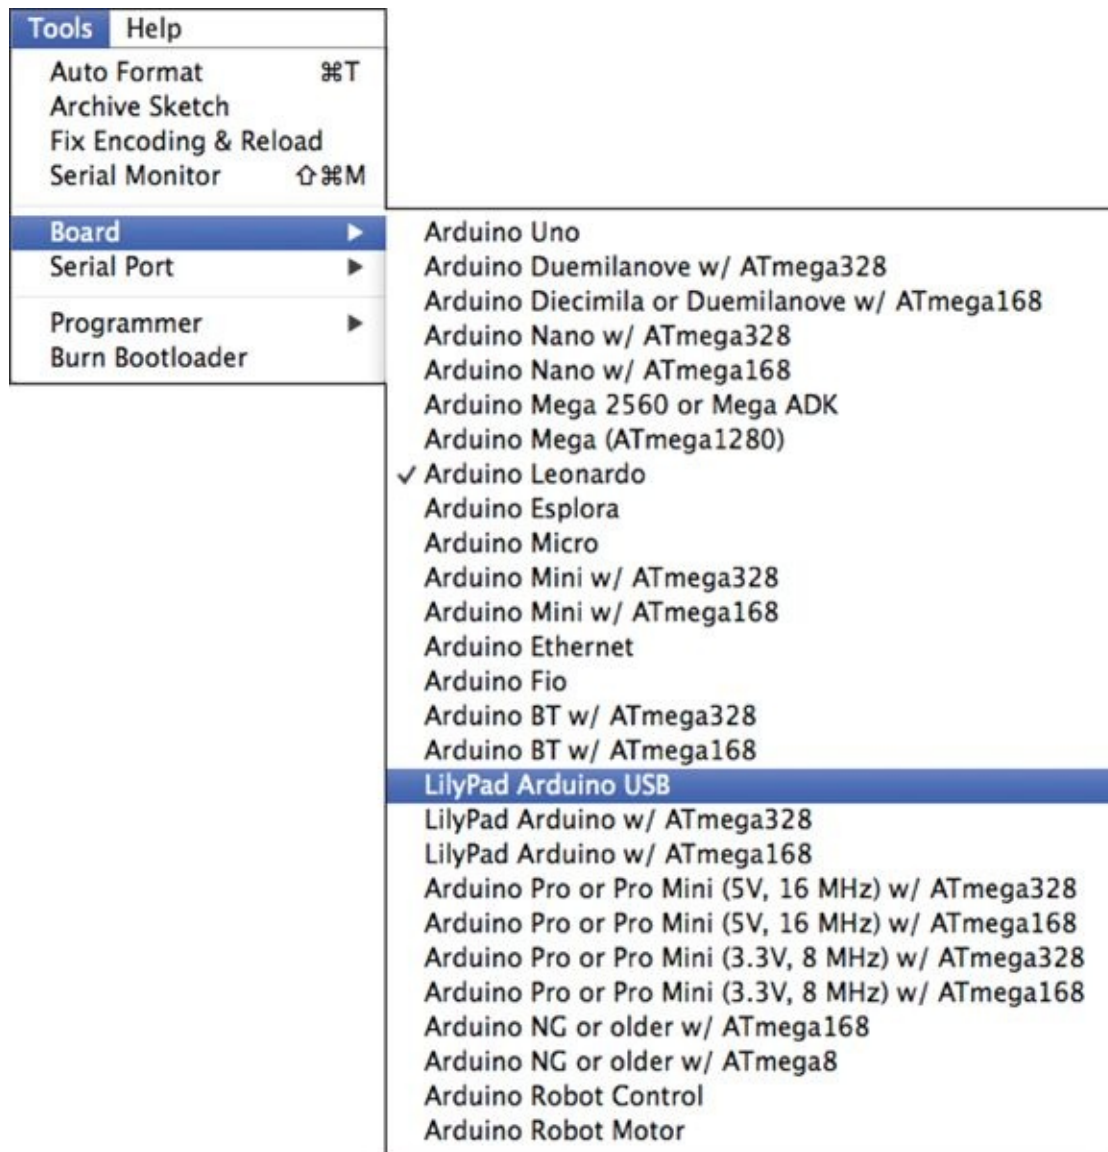 Tools Help
Auto Format ⌘T
Archive Sketch
Fix Encoding & Reload
Serial Monitor ⇧⌘M
Board ▶
Serial Port ▶
Programmer ▶
Burn Bootloader
Arduino Uno
Arduino Duemilanove w/ ATmega328
Arduino Diecimila or Duemilanove w/ ATmega168
Arduino Nano w/ ATmega328
Arduino Nano w/ ATmega168
Arduino Mega 2560 or Mega ADK
Arduino Mega (ATmega1280)
✓ Arduino Leonardo
Arduino Esplora
Arduino Micro
Arduino Mini w/ ATmega328
Arduino Mini w/ ATmega168
Arduino Ethernet
Arduino Fio
Arduino BT w/ ATmega328
Arduino BT w/ ATmega168
LilyPad Arduino USB
LilyPad Arduino w/ ATmega328
LilyPad Arduino w/ ATmega168
Arduino Pro or Pro Mini (5V, 16 MHz) w/ ATmega328
Arduino Pro or Pro Mini (5V, 16 MHz) w/ ATmega168
Arduino Pro or Pro Mini (3.3V, 8 MHz) w/ ATmega328
Arduino Pro or Pro Mini (3.3V, 8 MHz) w/ ATmega168
Arduino NG or older w/ ATmega168
Arduino NG or older w/ ATmega8
Arduino Robot Control
Arduino Robot Motor